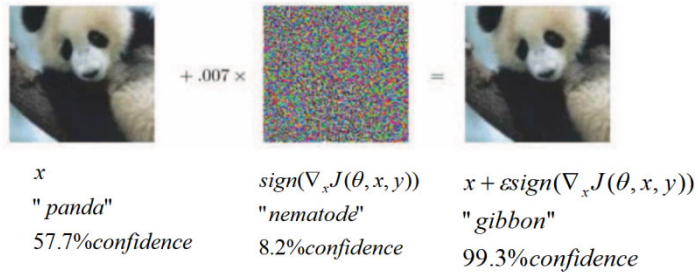 + .007 ×
=
x
" panda"
57.7%confidence
sign(∇ₓJ(θ, x, y))
"nematode"
8.2%confidence
x + εsign(∇ₓJ(θ, x, y))
" gibbon"
99.3%confidence